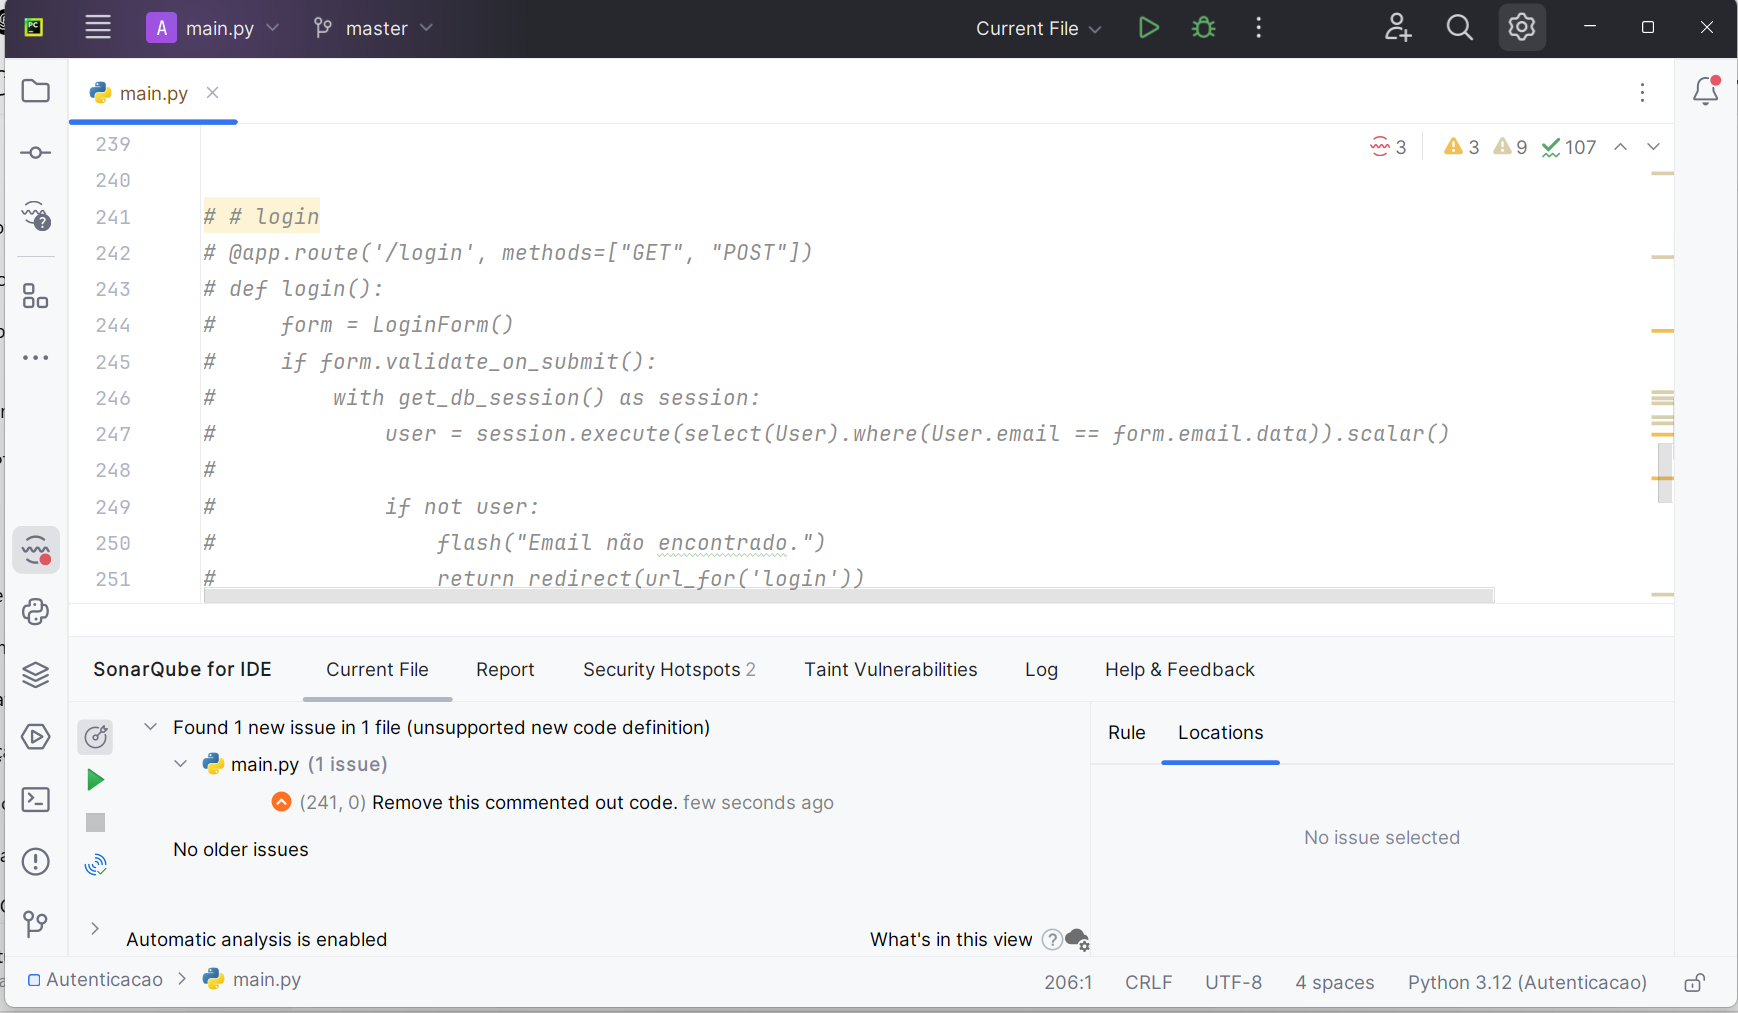 PC
A main.py master Current File
main.py
3 3 9 107
239
240
241 # # login
242 # @app.route('/login', methods=["GET", "POST"])
243 # def login():
244 #     form = LoginForm()
245 #     if form.validate_on_submit():
246 #         with get_db_session() as session:
247 #             user = session.execute(select(User).where(User.email == form.email.data)).scalar()
248 #
249 #             if not user:
250 #                 flash("Email não encontrado.")
251 #                 return redirect(url_for('login'))
SonarQube for IDE Current File Report Security Hotspots 2 Taint Vulnerabilities Log Help & Feedback
Found 1 new issue in 1 file (unsupported new code definition)
main.py (1 issue)
(241, 0) Remove this commented out code. few seconds ago
No older issues
Rule Locations
No issue selected
Automatic analysis is enabled What's in this view ?
Autenticacao > main.py 206:1 CRLF UTF-8 4 spaces Python 3.12 (Autenticacao)